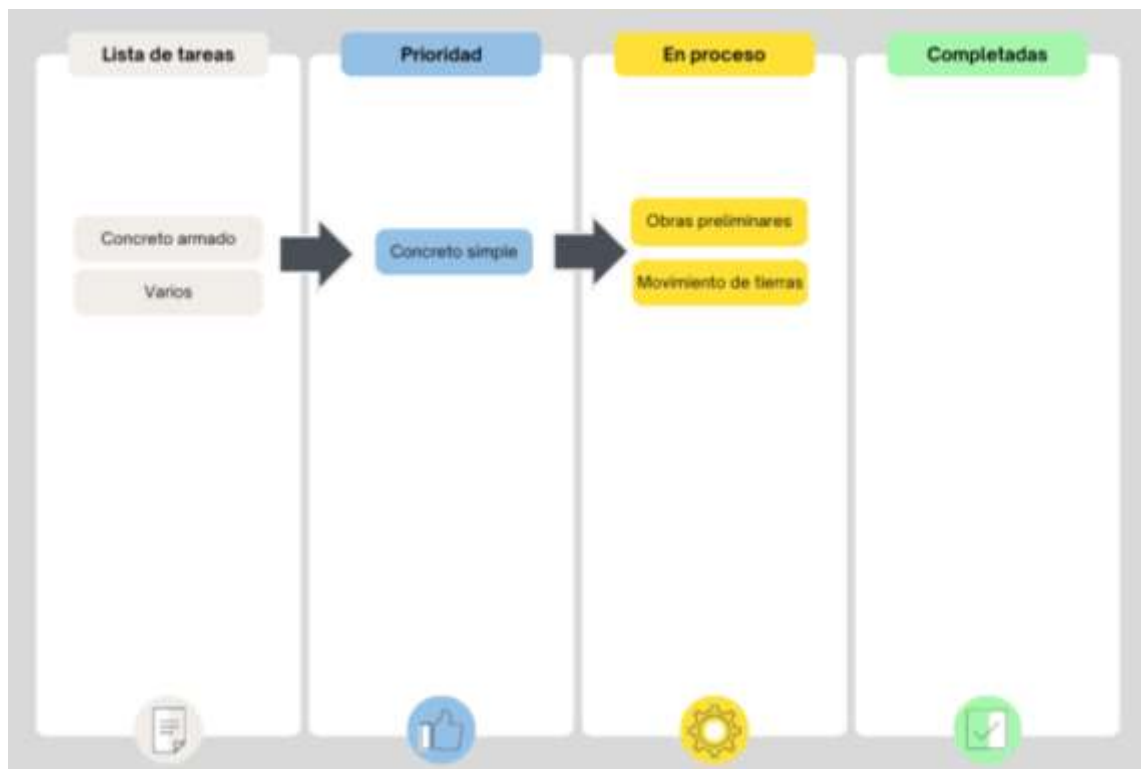 Lista de tareas
Prioridad
En proceso
Completadas
Concreto armado
Varios
Concreto simple
Obras preliminares
Movimiento de tierras